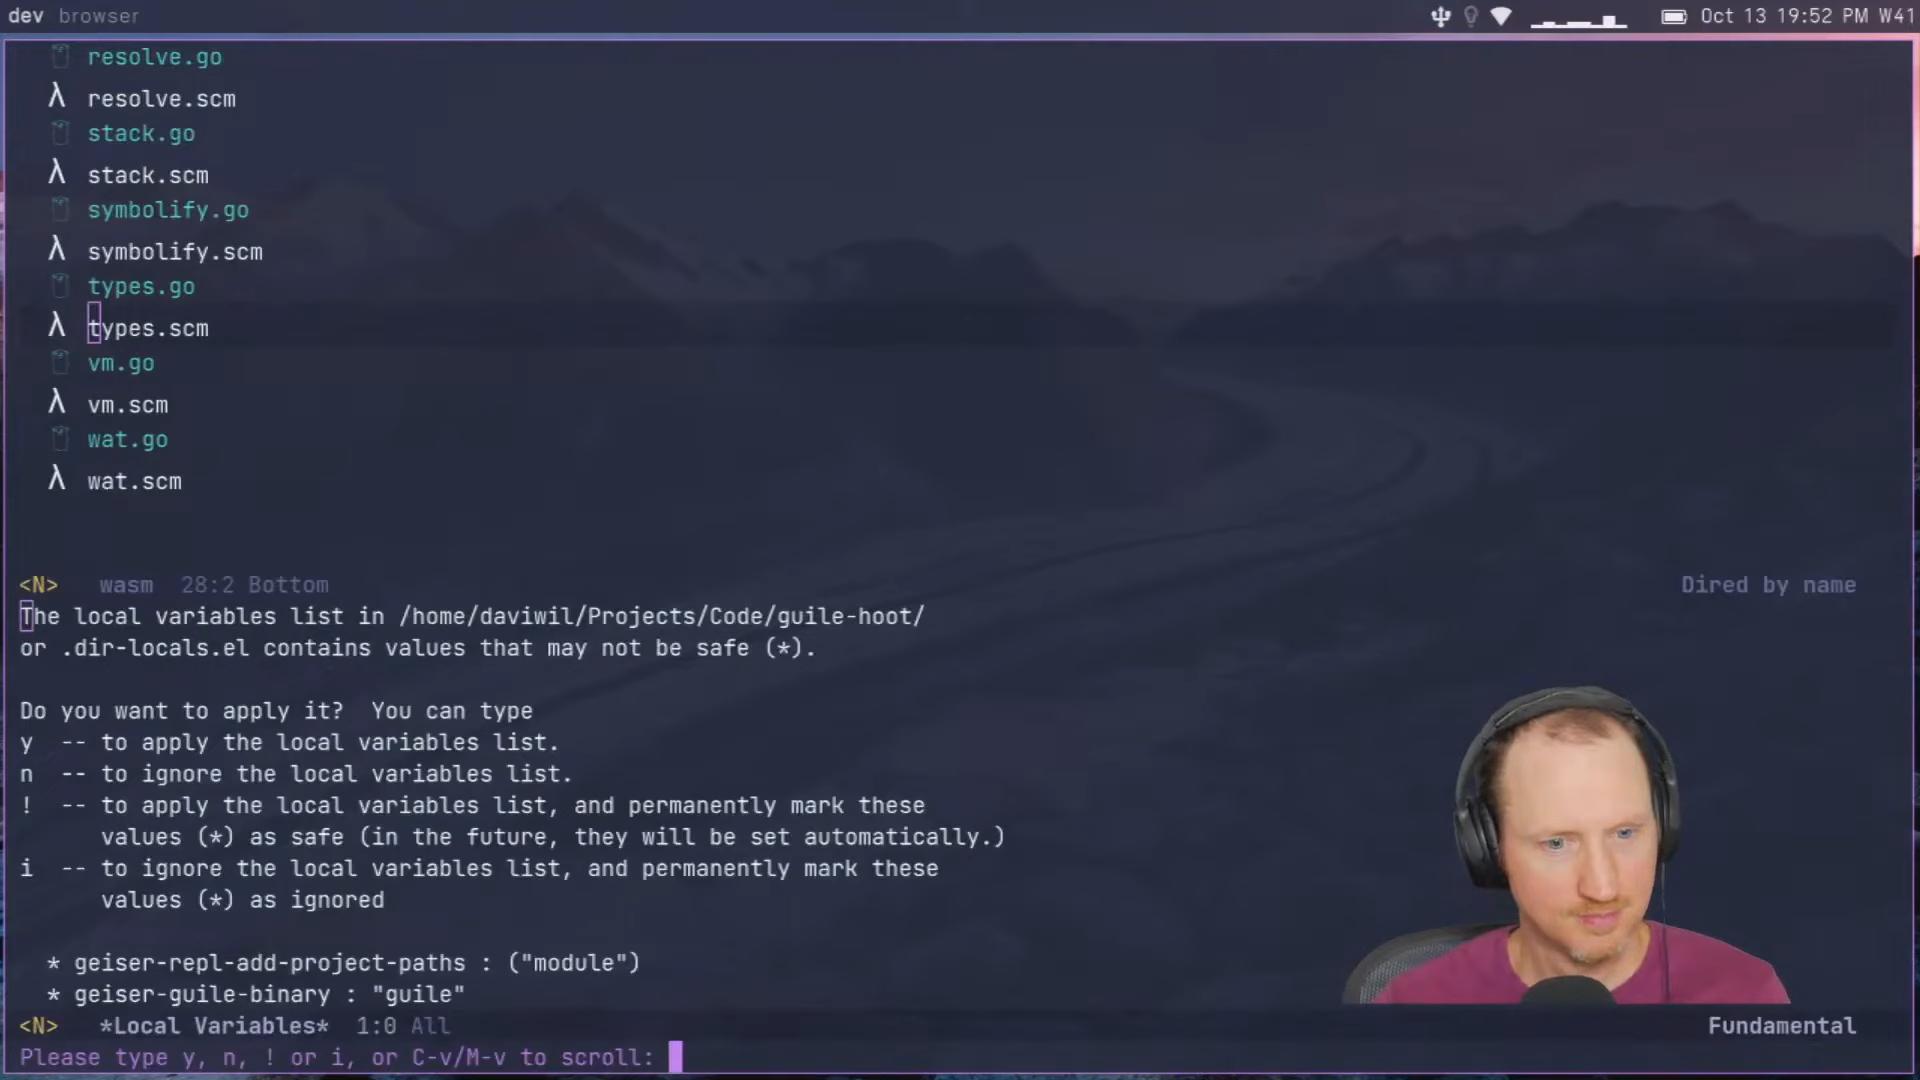 dev browser
Oct 13 19:52 PM W41
resolve.go
λ resolve.scm
stack.go
λ stack.scm
symbolify.go
λ symbolify.scm
types.go
λ types.scm
vm.go
λ vm.scm
wat.go
λ wat.scm
<N> wasm 28:2 Bottom Dired by name
The local variables list in /home/daviwil/Projects/Code/guile-hoot/
or .dir-locals.el contains values that may not be safe (*).
Do you want to apply it? You can type
y -- to apply the local variables list.
n -- to ignore the local variables list.
! -- to apply the local variables list, and permanently mark these
values (*) as safe (in the future, they will be set automatically.)
i -- to ignore the local variables list, and permanently mark these
values (*) as ignored
* geiser-repl-add-project-paths : ("module")
* geiser-guile-binary : "guile"
<N> *Local Variables* 1:0 All Fundamental
Please type y, n, ! or i, or C-v/M-v to scroll: